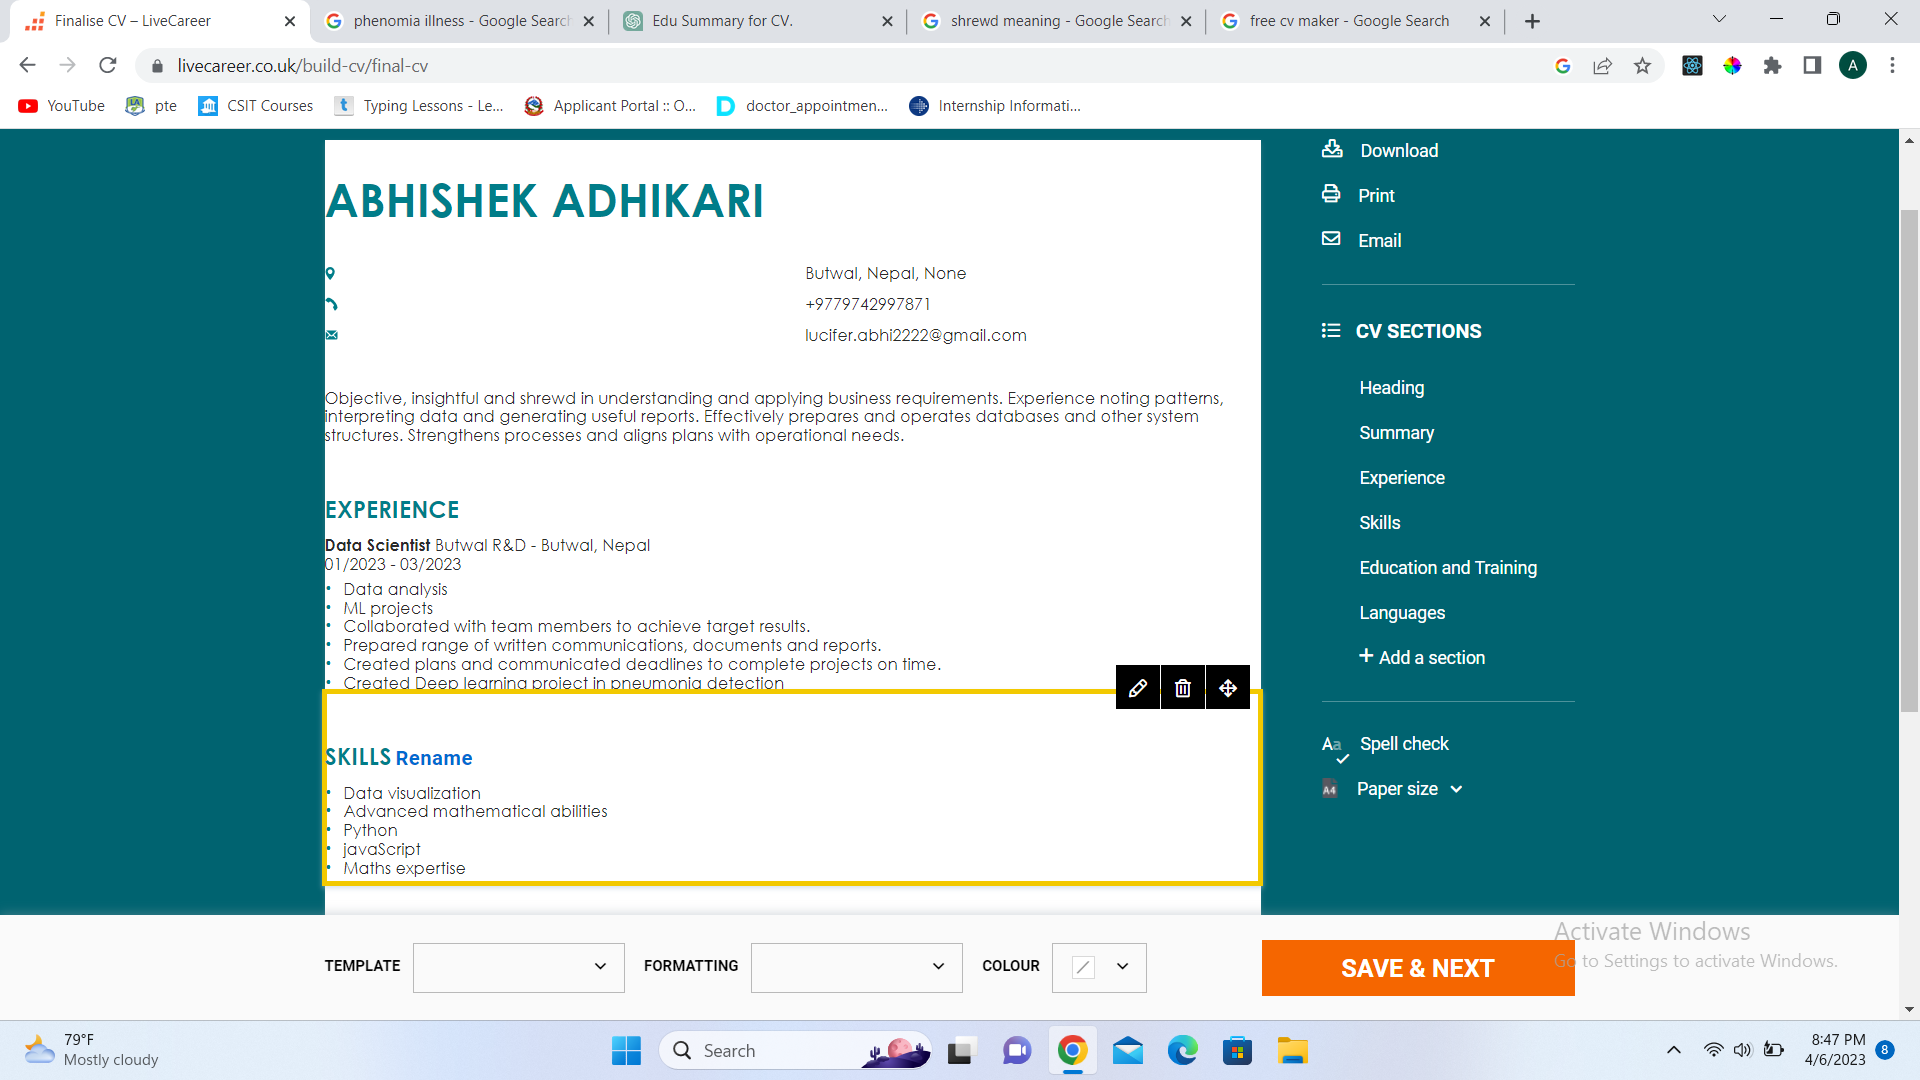 Finalise CV – LiveCareer
phenomia illness - Google Search
Edu Summary for CV.
shrewd meaning - Google Search
free cv maker - Google Search
livecareer.co.uk/build-cv/final-cv
A
YouTube
pte
CSIT Courses
Typing Lessons - Le...
Applicant Portal :: O...
doctor_appointmen...
Internship Informati...
ABHISHEK ADHIKARI
Butwal, Nepal, None
+9779742997871
lucifer.abhi2222@gmail.com
Objective, insightful and shrewd in understanding and applying business requirements. Experience noting patterns,
interpreting data and generating useful reports. Effectively prepares and operates databases and other system
structures. Strengthens processes and aligns plans with operational needs.
EXPERIENCE
Data Scientist Butwal R&D - Butwal, Nepal
01/2023 - 03/2023
• Data analysis
• ML projects
• Collaborated with team members to achieve target results.
• Prepared range of written communications, documents and reports.
• Created plans and communicated deadlines to complete projects on time.
• Created Deep learning project in pneumonia detection
SKILLS Rename
• Data visualization
• Advanced mathematical abilities
• Python
• javaScript
• Maths expertise
Download
Print
Email
CV SECTIONS
Heading
Summary
Experience
Skills
Education and Training
Languages
+ Add a section
Aa Spell check
A4 Paper size
TEMPLATE
FORMATTING
COLOUR
SAVE & NEXT
Activate Windows
Go to Settings to activate Windows.
79°F
Mostly cloudy
Search
8:47 PM
4/6/2023
8